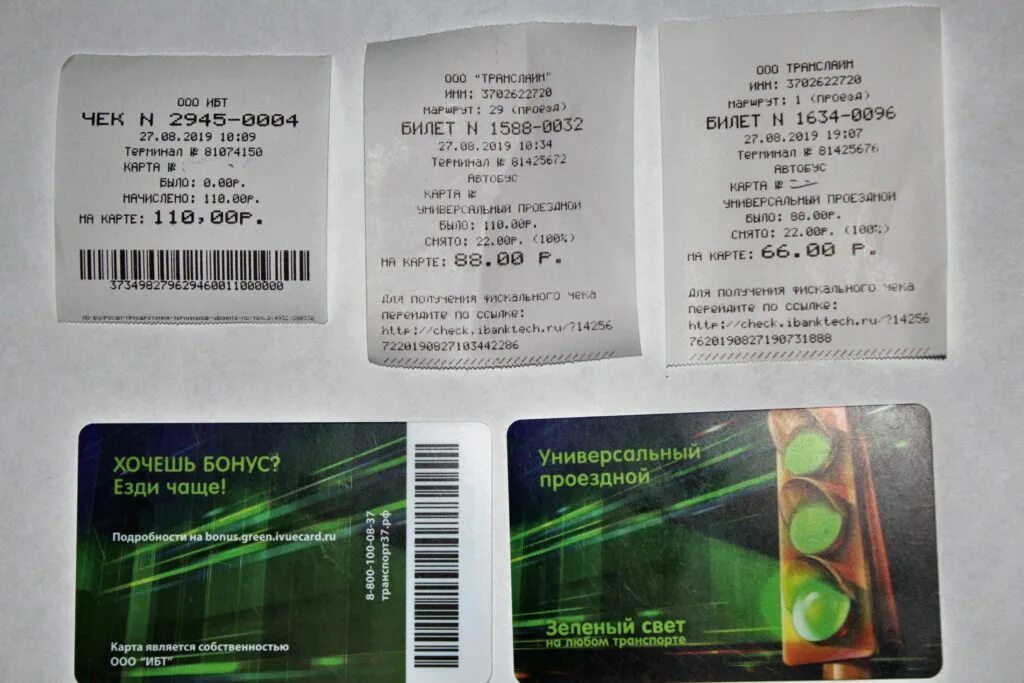 ООО ИБТ
ЧЕК N 2945-0004
27.08.2019 10:09
Терминал № 81074150
КАРТА №
БЫЛО: 0.00р.
НАЧИСЛЕНО: 110.00р.
НА КАРТЕ: 110,00Р.
373498279629460011000000
ООО "ТРАНСЛАЙН"
ИНН: 3702622720
маршрут: 29 (проезд)
БИЛЕТ N 1588-0032
27.08.2019 10:34
Терминал № 81425672
АВТОБУС
КАРТА №
УНИВЕРСАЛЬНЫЙ ПРОЕЗДНОЙ
БЫЛО: 110.00р.
СНЯТО: 22.00р. (100%)
НА КАРТЕ: 88.00 Р.
Для получения фискального чека
перейдите по ссылке:
http://check.ibanktech.ru/?14256
7220190827103442286
ООО ТРАНСЛАЙН
ИНН: 3702622720
маршрут: 1 (проезд)
БИЛЕТ N 1634-0096
27.08.2019 19:07
Терминал № 81425676
АВТОБУС
КАРТА №
УНИВЕРСАЛЬНЫЙ ПРОЕЗДНОЙ
БЫЛО: 88.00р.
СНЯТО: 22.00р. (100%)
НА КАРТЕ: 66.00 Р.
Для получения фискального чека
перейдите по ссылке:
http://check.ibanktech.ru/?14256
7620190827190731888
ХОЧЕШЬ БОНУС?
Езди чаще!
Подробности на bonus.green.ivuecard.ru
8-800-100-08-37
транспорт37.рф
Карта является собственностью
ООО "ИБТ"
Универсальный
проездной
Зеленый свет
на любом транспорте